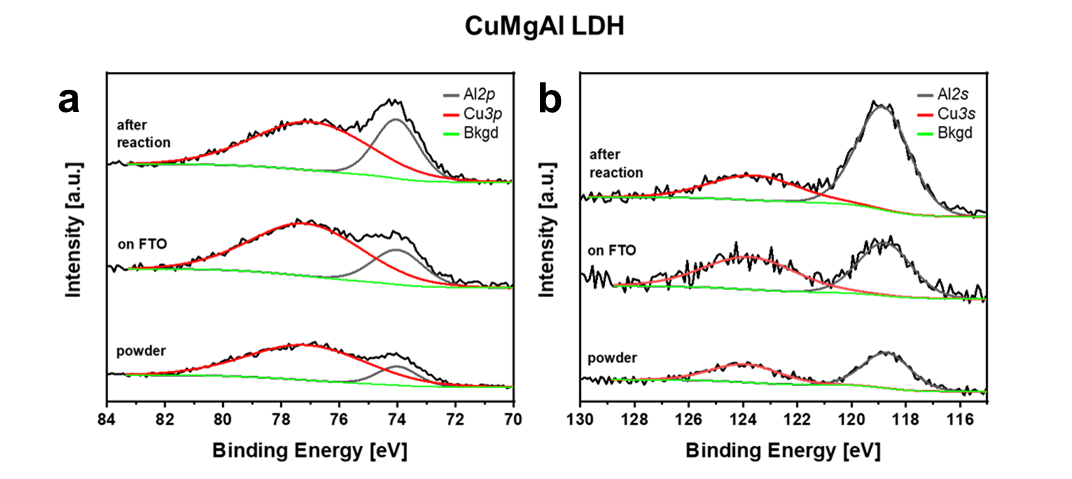 CuMgAl LDH
a
after
reaction
on FTO
powder
Al2p
Cu3p
Bkgd
Intensity [a.u.]
84 82 80 78 76 74 72 70
Binding Energy [eV]
b
after
reaction
on FTO
powder
Al2s
Cu3s
Bkgd
Intensity [a.u.]
130 128 126 124 122 120 118 116
Binding Energy [eV]